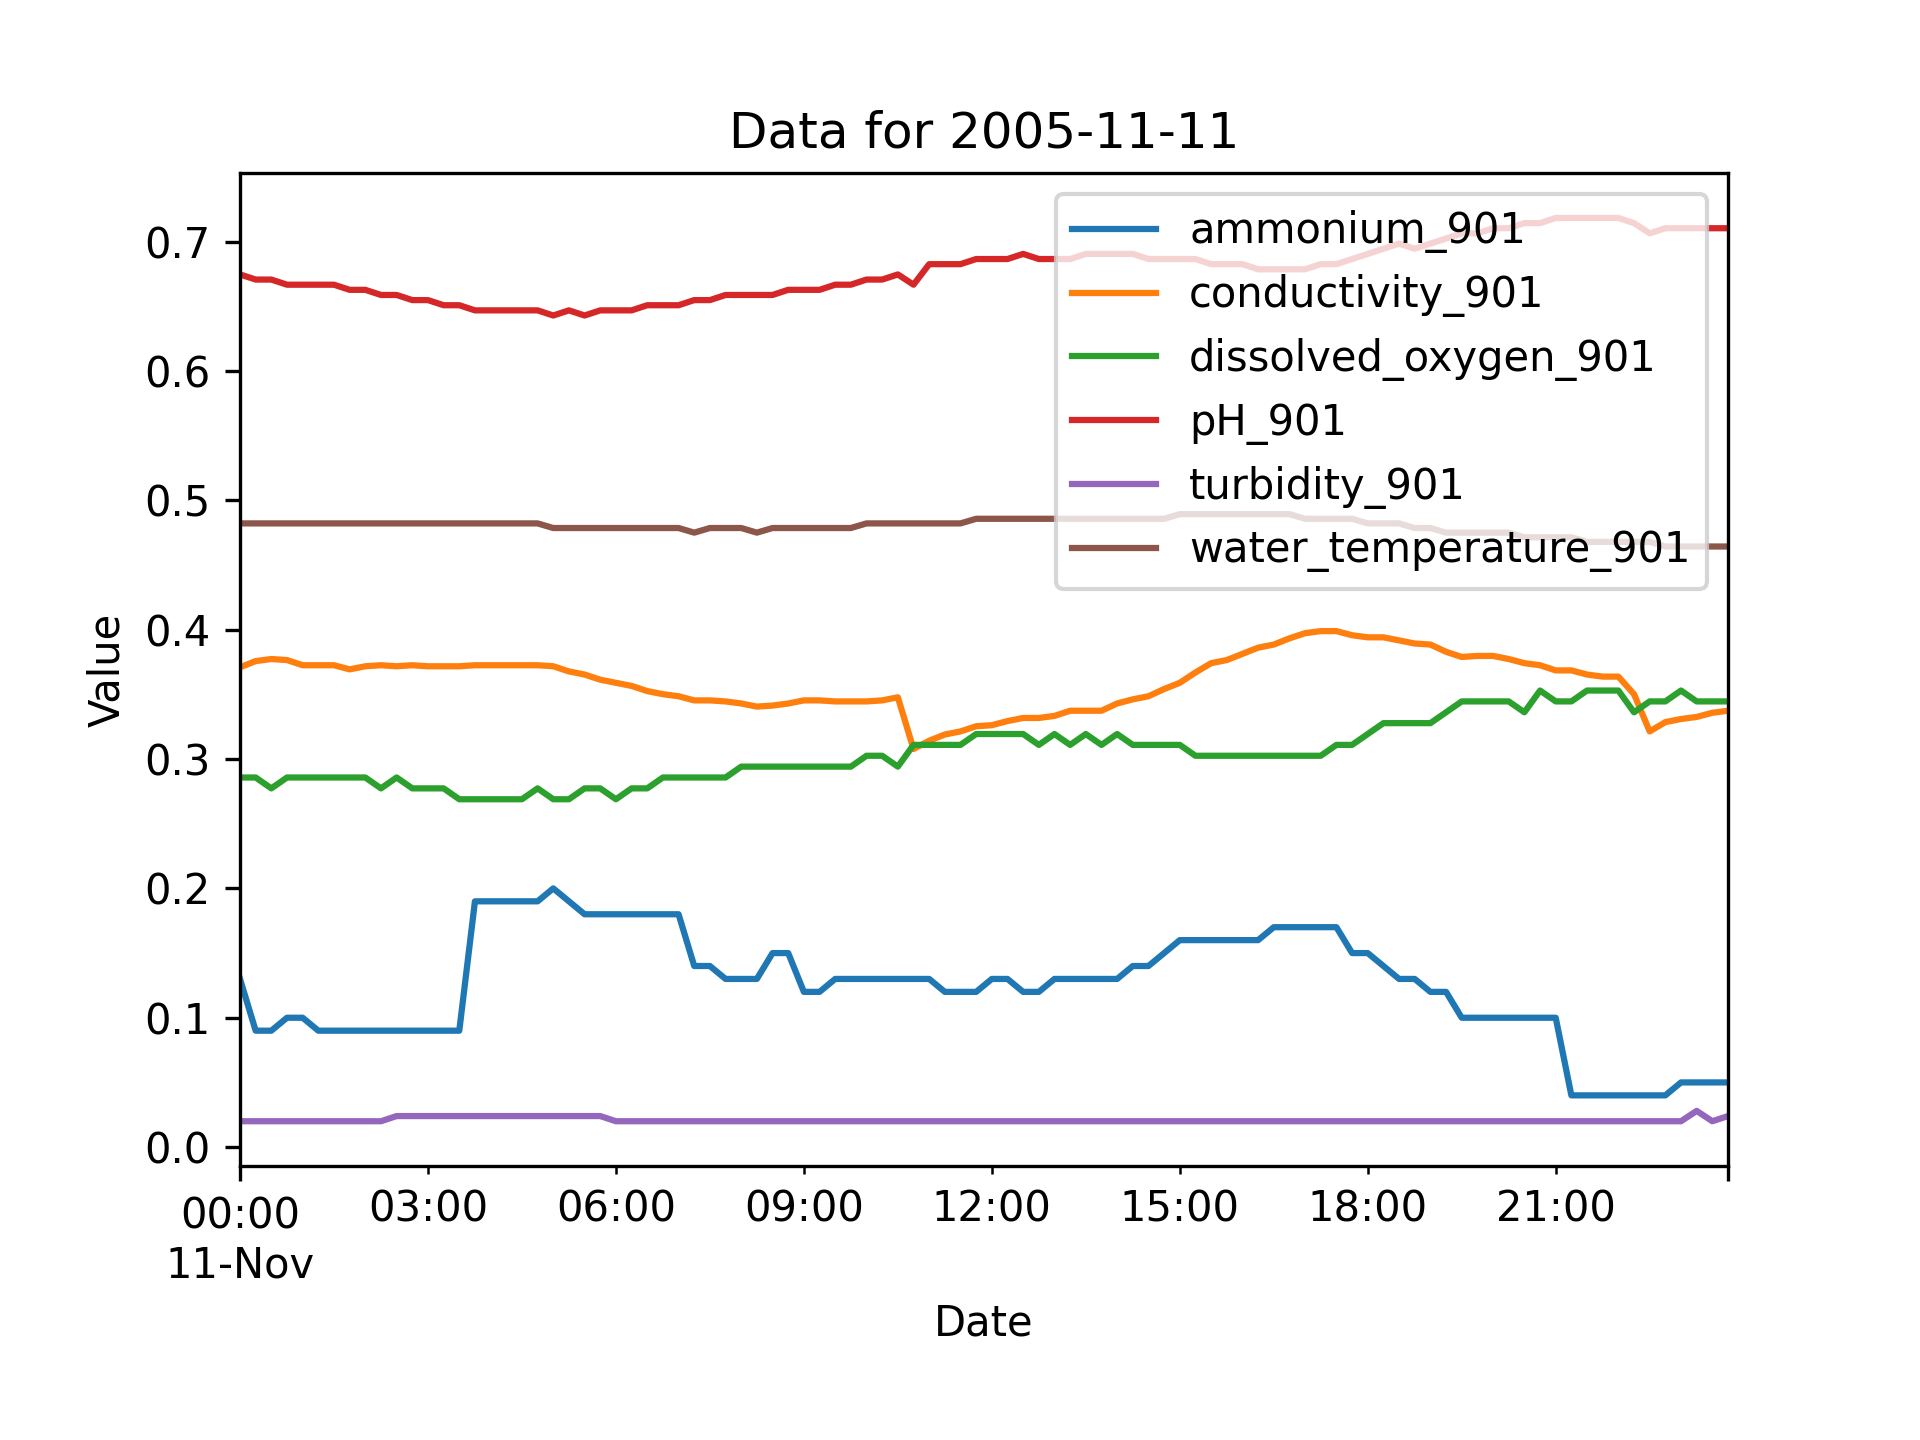 Data for 2005-11-11
ammonium_901
conductivity_901
dissolved_oxygen_901
pH_901
turbidity_901
water_temperature_901
Value
0.7
0.6
0.5
0.4
0.3
0.2
0.1
0.0
00:00 03:00 06:00 09:00 12:00 15:00 18:00 21:00
11-Nov
Date